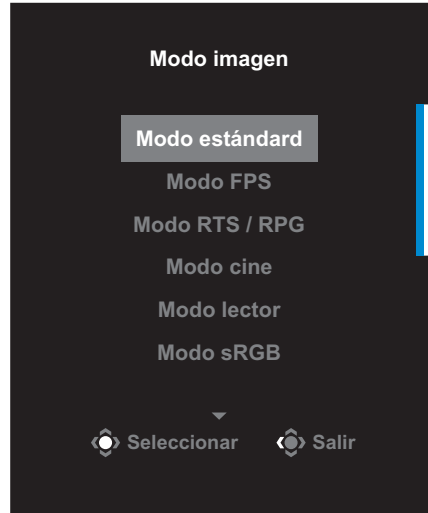 Modo imagen
Modo estándard
Modo FPS
Modo RTS / RPG
Modo cine
Modo lector
Modo sRGB
Seleccionar Salir